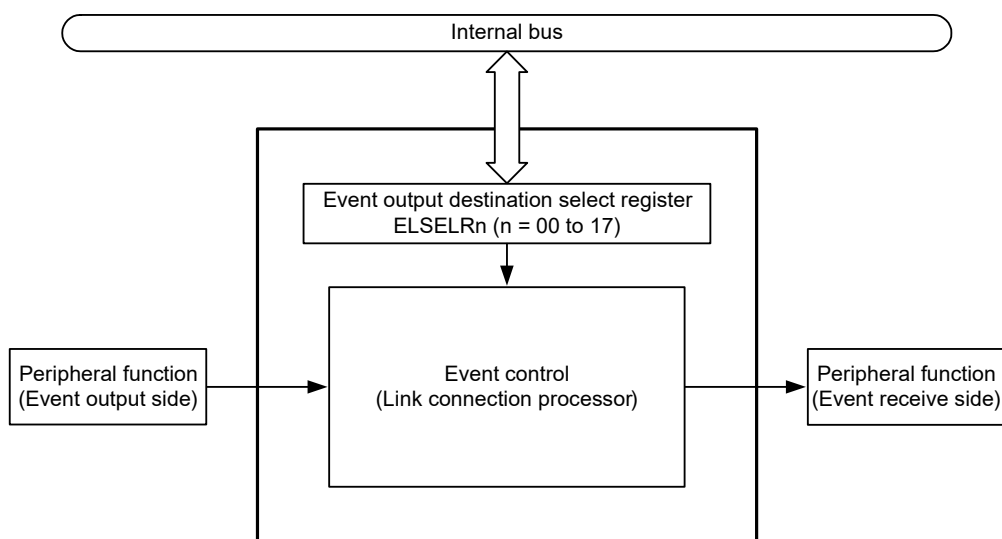 Internal bus
Event output destination select register
ELSELRn (n = 00 to 17)
Peripheral function
(Event output side)
Event control
(Link connection processor)
Peripheral function
(Event receive side)